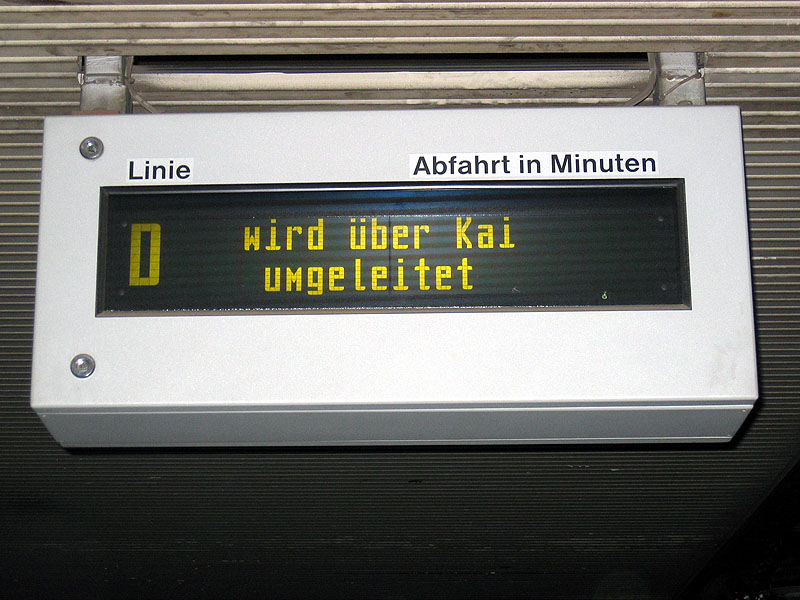 Linie Abfahrt in Minuten
D wird über Kai
umgeleitet